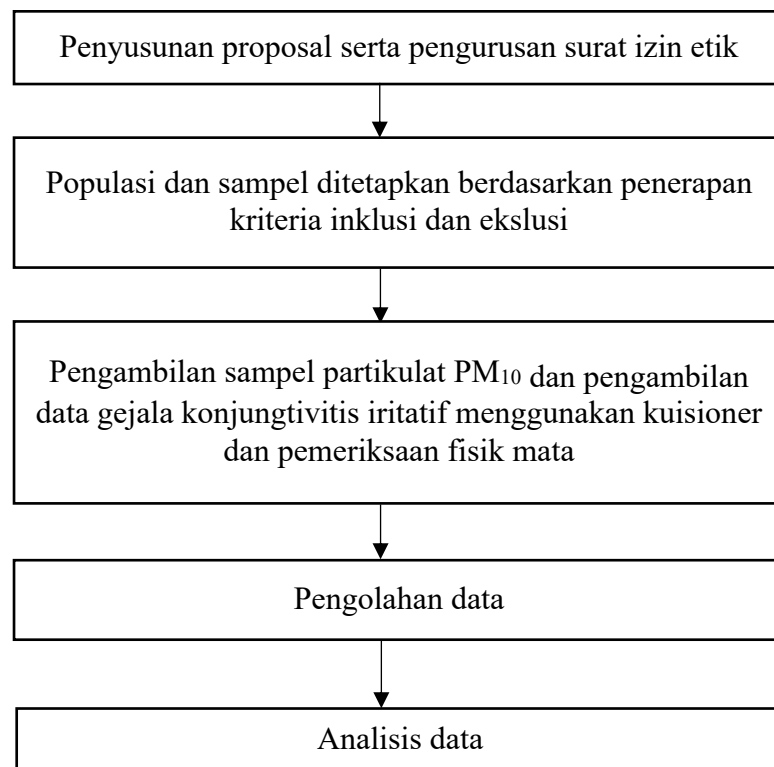 Penyusunan proposal serta pengurusan surat izin etik
Populasi dan sampel ditetapkan berdasarkan penerapan
kriteria inklusi dan ekslusi
Pengambilan sampel partikulat PM₁₀ dan pengambilan
data gejala konjungtivitis iritatif menggunakan kuisioner
dan pemeriksaan fisik mata
Pengolahan data
Analisis data